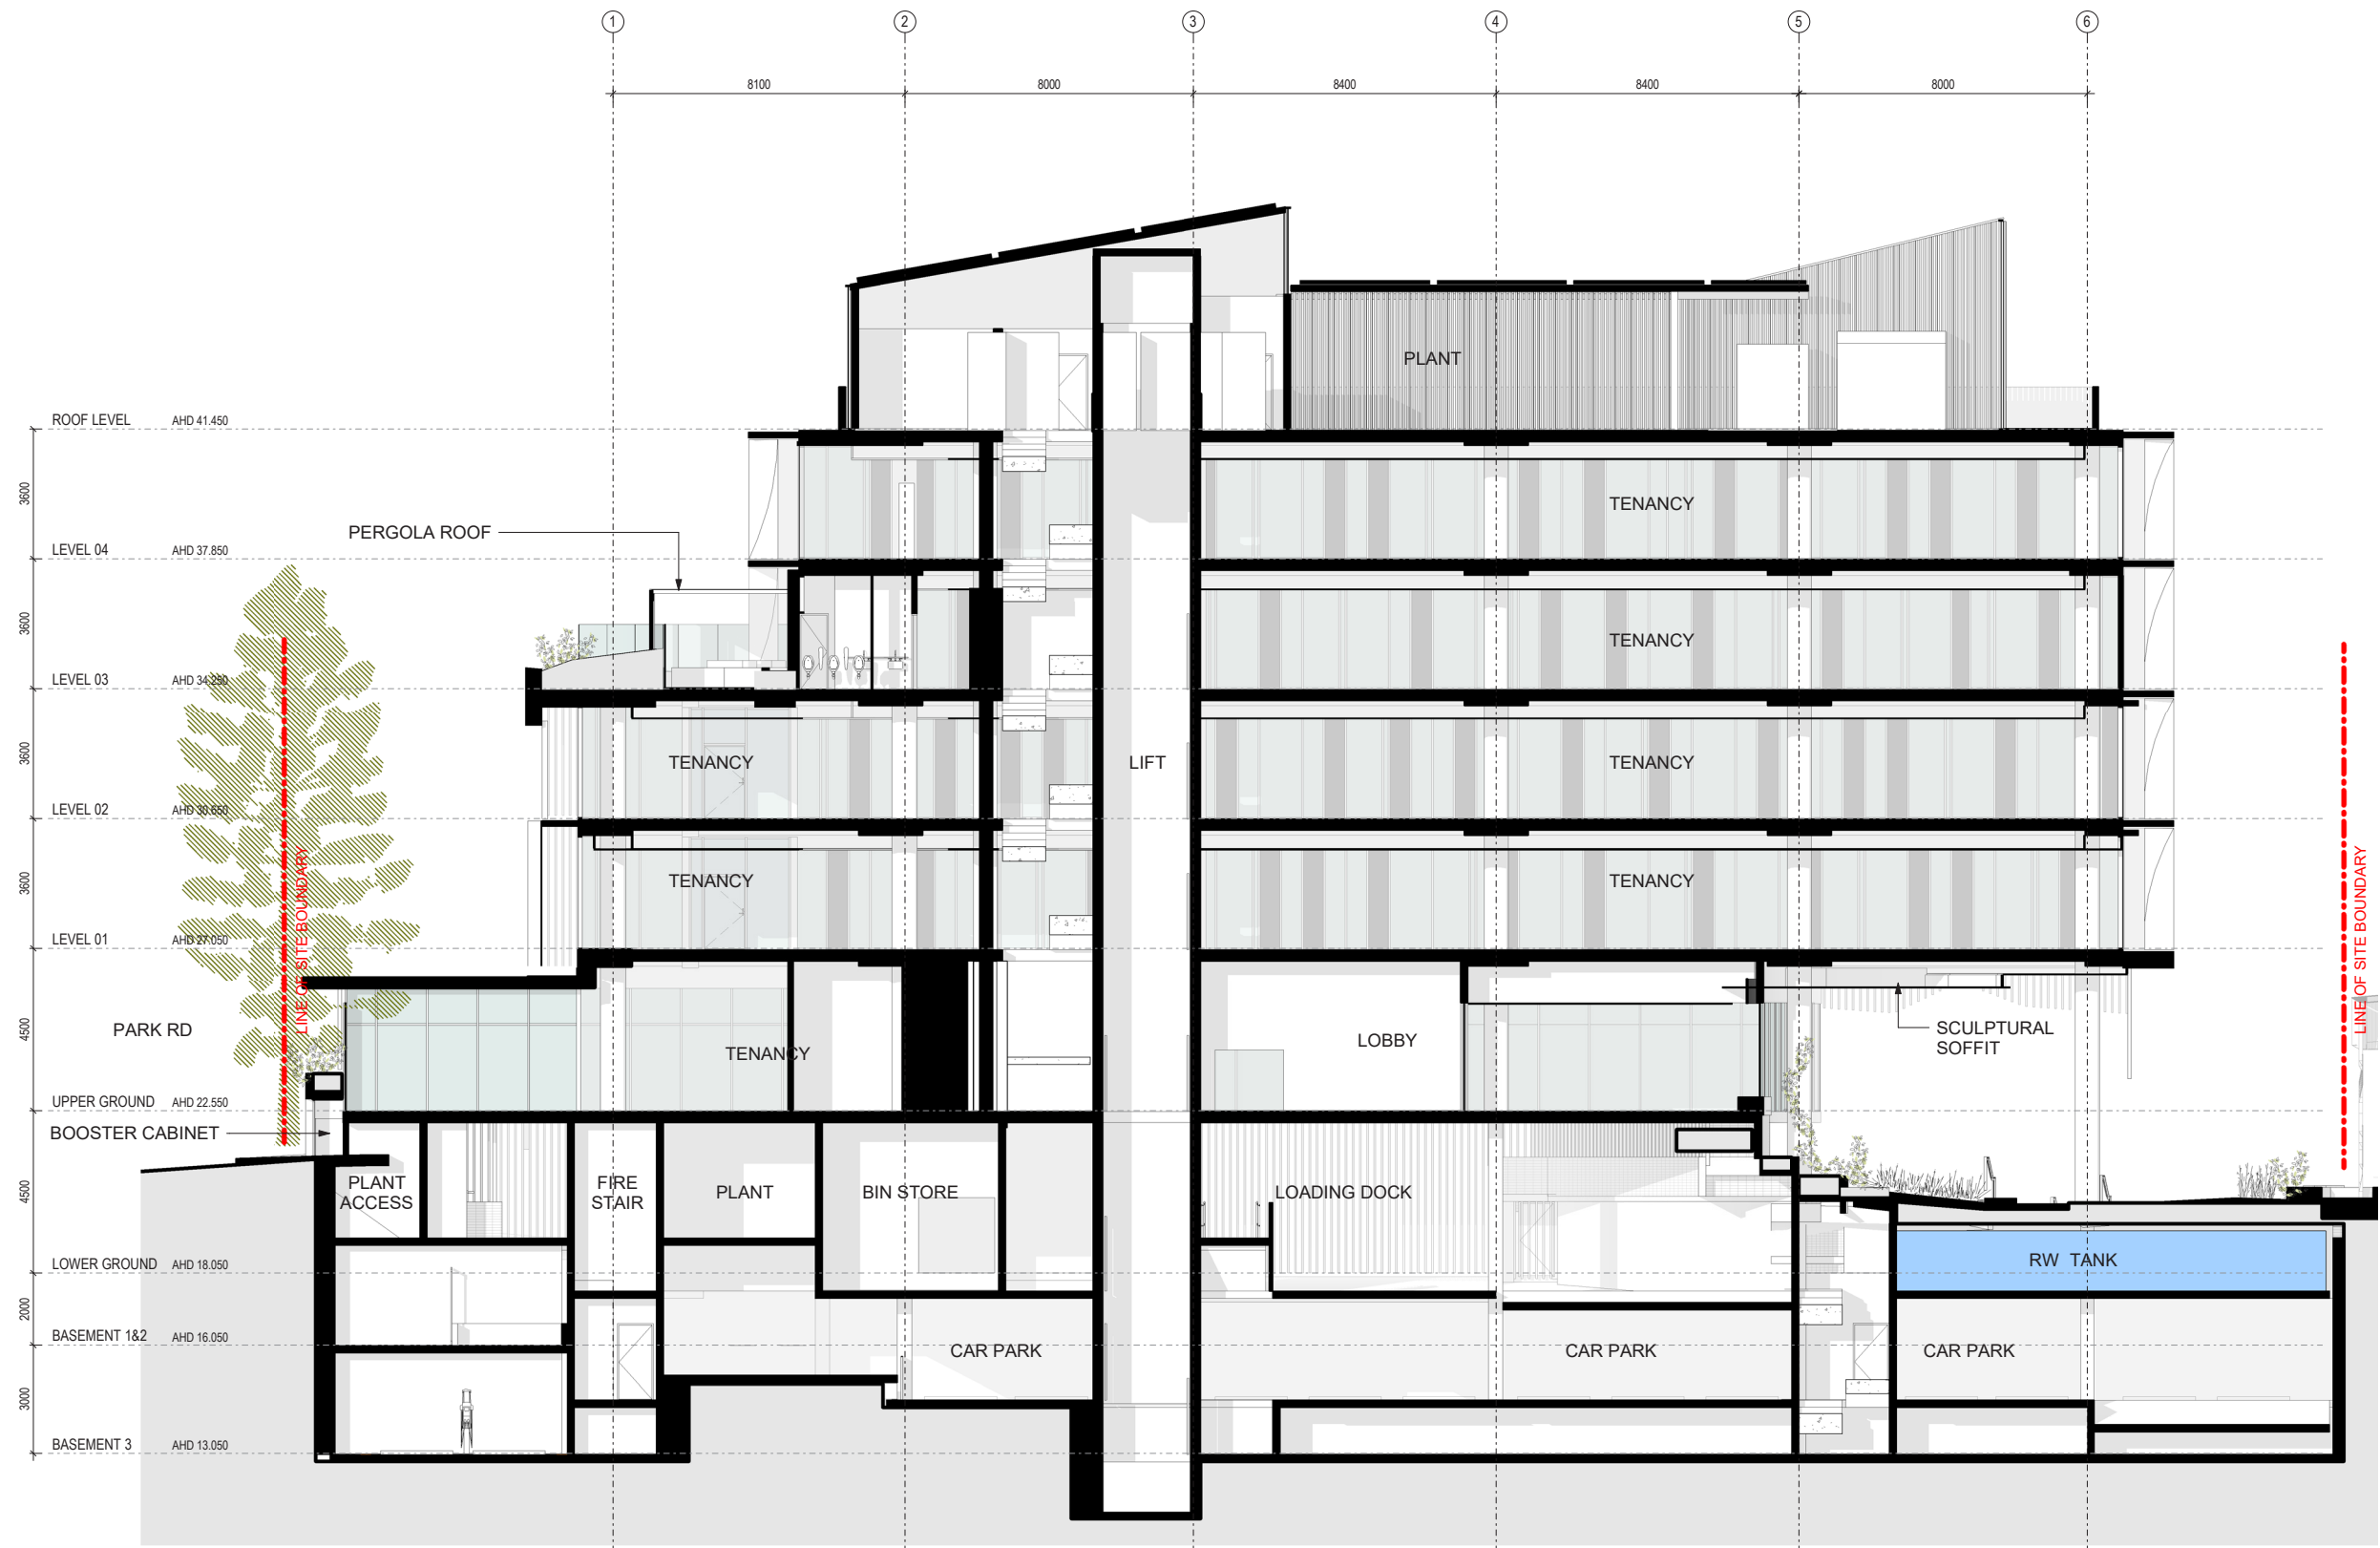 1 2 3 4 5 6
8100 8000 8400 8400 8000
PLANT
ROOF LEVEL AHD 41.450
3600
TENANCY
PERGOLA ROOF
LEVEL 04 AHD 37.850
3600
TENANCY
LEVEL 03 AHD 34.250
3600
TENANCY LIFT TENANCY
LEVEL 02 AHD 30.650
3600
TENANCY TENANCY
LINE OF SITE BOUNDARY
LINE OF SITE BOUNDARY
LEVEL 01 AHD 27.050
4500
PARK RD
TENANCY
LOBBY
SCULPTURAL
SOFFIT
UPPER GROUND AHD 22.550
BOOSTER CABINET
4500
PLANT
ACCESS
FIRE
STAIR
PLANT
BIN STORE
LOADING DOCK
RW TANK
LOWER GROUND AHD 18.050
2000
BASEMENT 1&2 AHD 16.050
CAR PARK CAR PARK CAR PARK
3000
BASEMENT 3 AHD 13.050